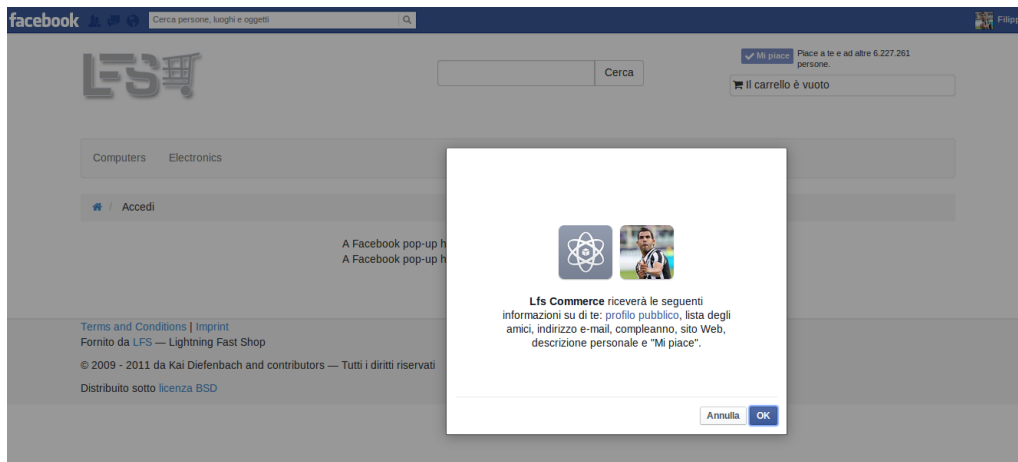 facebook
Cerca persone, luoghi e oggetti
Filipp
LFS
Cerca
Mi piace
Piace a te e ad altre 6.227.261
persone.
Il carrello è vuoto
Computers
Electronics
/ Accedi
A Facebook pop-up h
A Facebook pop-up h
Lfs Commerce riceverà le seguenti
informazioni su di te: profilo pubblico, lista degli
amici, indirizzo e-mail, compleanno, sito Web,
descrizione personale e "Mi piace".
Annulla
OK
Terms and Conditions | Imprint
Fornito da LFS — Lightning Fast Shop
© 2009 - 2011 da Kai Diefenbach and contributors — Tutti i diritti riservati
Distribuito sotto licenza BSD